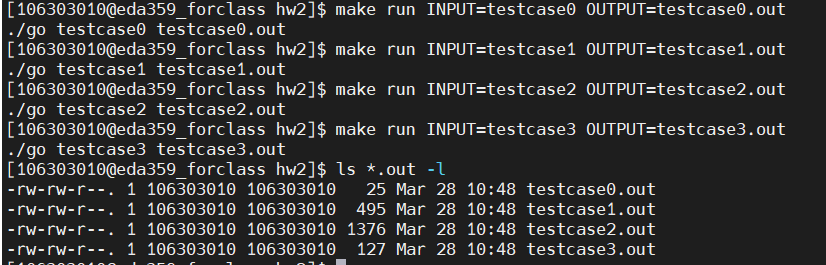 [106303010@eda359_forclass hw2]$ make run INPUT=testcase0 OUTPUT=testcase0.out
./go testcase0 testcase0.out
[106303010@eda359_forclass hw2]$ make run INPUT=testcase1 OUTPUT=testcase1.out
./go testcase1 testcase1.out
[106303010@eda359_forclass hw2]$ make run INPUT=testcase2 OUTPUT=testcase2.out
./go testcase2 testcase2.out
[106303010@eda359_forclass hw2]$ make run INPUT=testcase3 OUTPUT=testcase3.out
./go testcase3 testcase3.out
[106303010@eda359_forclass hw2]$ ls *.out -l
-rw-rw-r--. 1 106303010 106303010   25 Mar 28 10:48 testcase0.out
-rw-rw-r--. 1 106303010 106303010  495 Mar 28 10:48 testcase1.out
-rw-rw-r--. 1 106303010 106303010 1376 Mar 28 10:48 testcase2.out
-rw-rw-r--. 1 106303010 106303010  127 Mar 28 10:48 testcase3.out
[106303010@eda359_forclass hw2]$